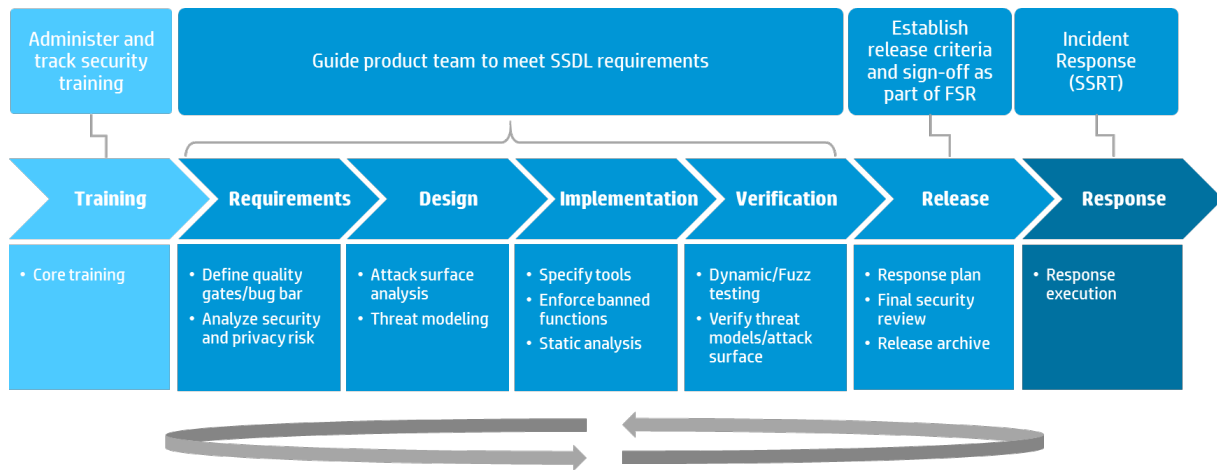 Administer and
track security
training
Guide product team to meet SSDL requirements
Establish
release criteria
and sign-off as
part of FSR
Incident
Response
(SSRT)
Training
Requirements
Design
Implementation
Verification
Release
Response
• Core training
• Define quality
gates/bug bar
• Analyze security
and privacy risk
• Attack surface
analysis
• Threat modeling
• Specify tools
• Enforce banned
functions
• Static analysis
• Dynamic/Fuzz
testing
• Verify threat
models/attack
surface
• Response plan
• Final security
review
• Release archive
• Response
execution